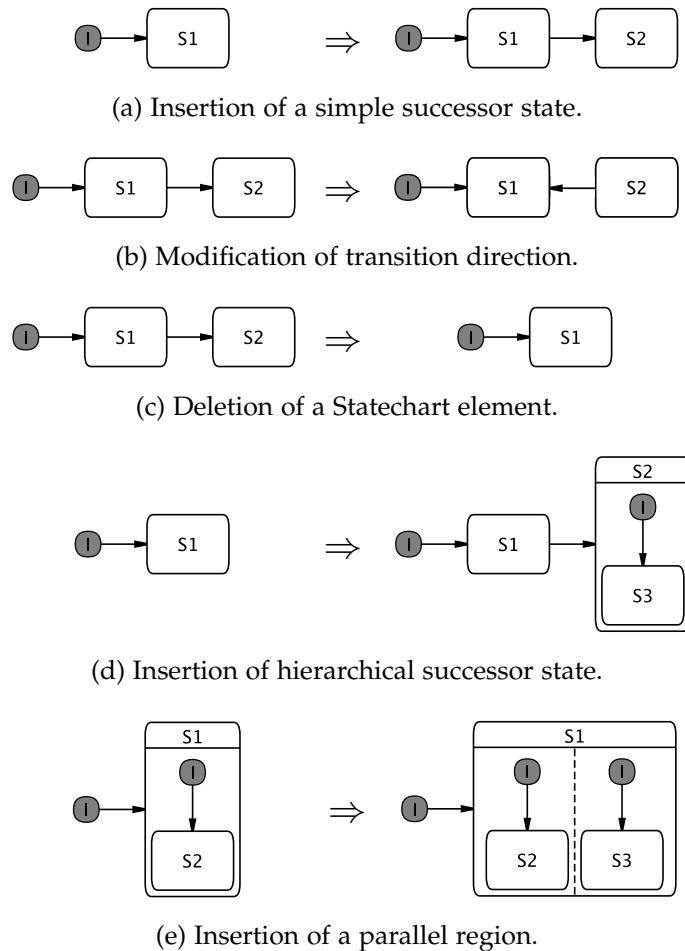 I S1 ⇒ I S1 S2
(a) Insertion of a simple successor state.
I S1 S2 ⇒ I S1 S2
(b) Modification of transition direction.
I S1 S2 ⇒ I S1
(c) Deletion of a Statechart element.
S2
I
I S1 ⇒ I S1
S3
(d) Insertion of hierarchical successor state.
S1 S1
I I I
I ⇒ I
S2 S2 S3
(e) Insertion of a parallel region.